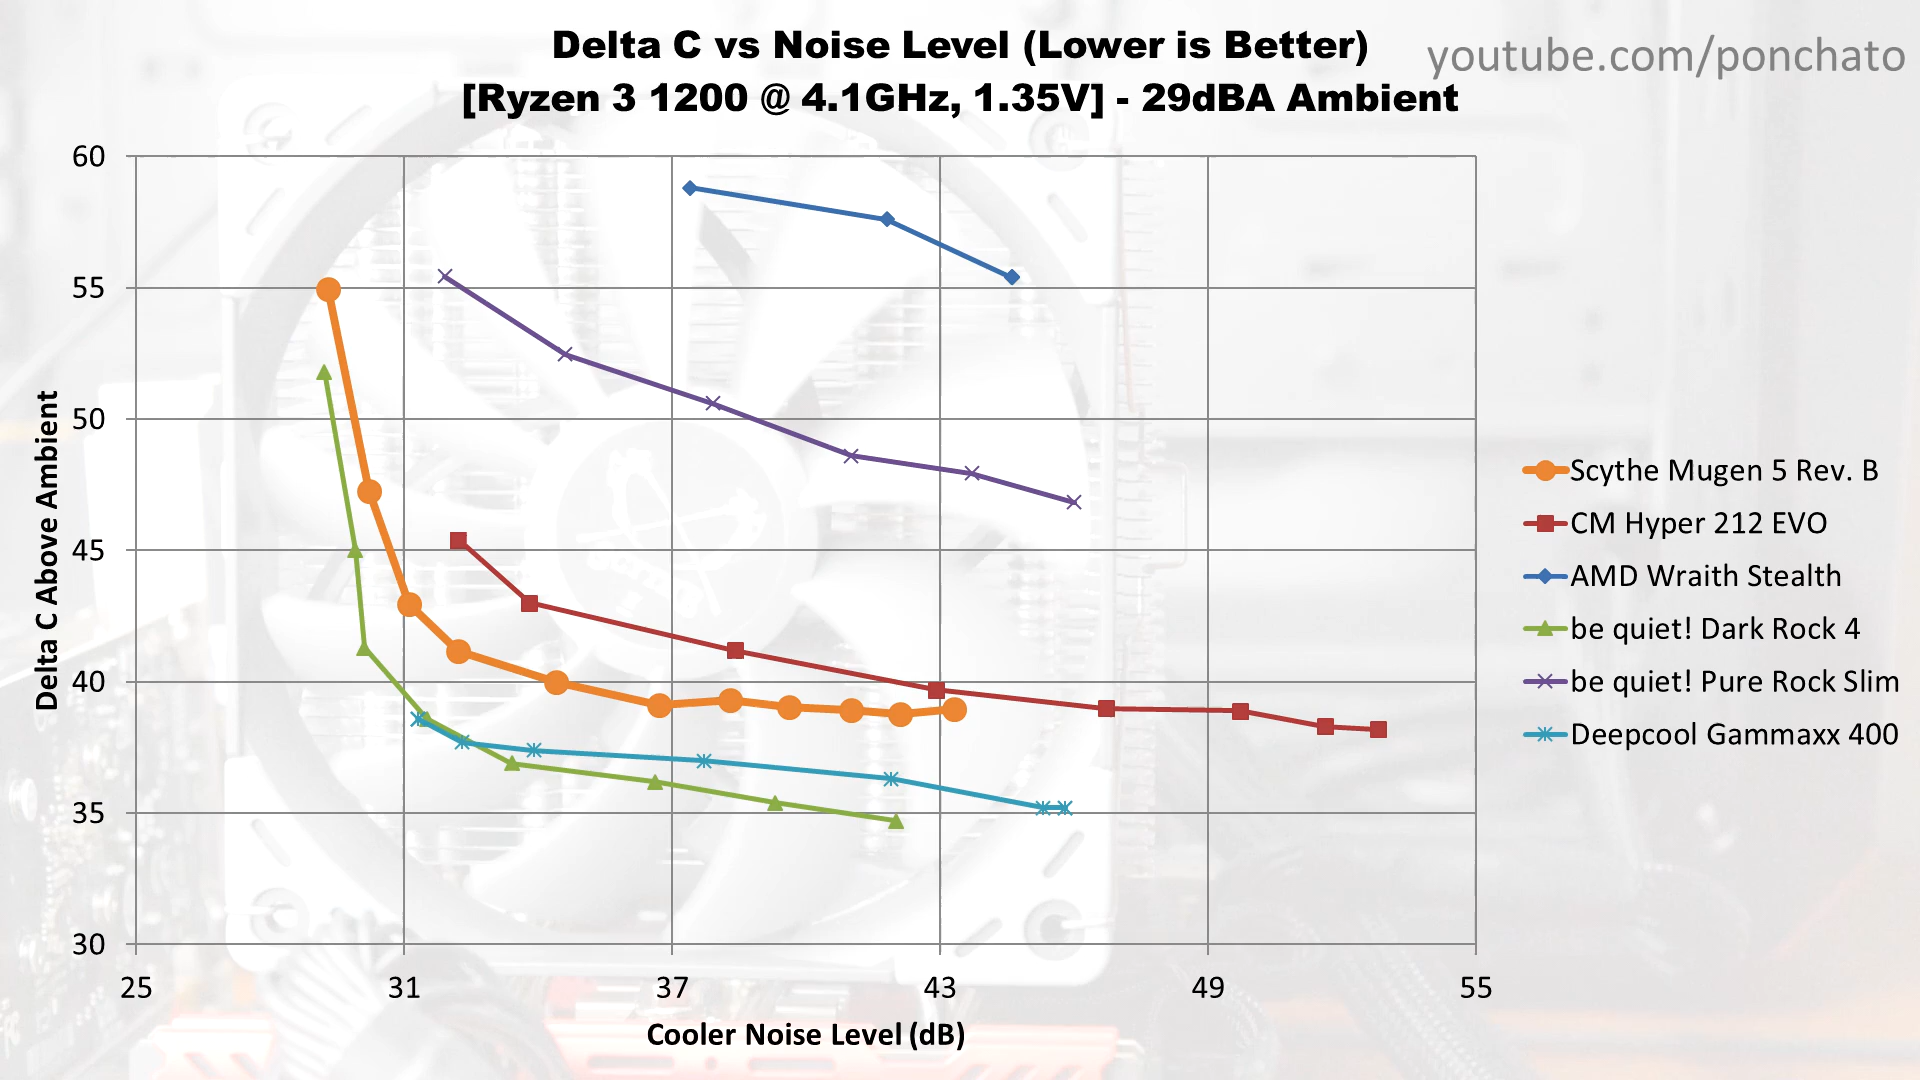 Delta C vs Noise Level (Lower is Better)
[Ryzen 3 1200 @ 4.1GHz, 1.35V] - 29dBA Ambient
youtube.com/ponchato
60
55
50
45
40
35
30
Delta C Above Ambient
25
31
37
43
49
55
Cooler Noise Level (dB)
Scythe Mugen 5 Rev. B
CM Hyper 212 EVO
AMD Wraith Stealth
be quiet! Dark Rock 4
be quiet! Pure Rock Slim
Deepcool Gammaxx 400